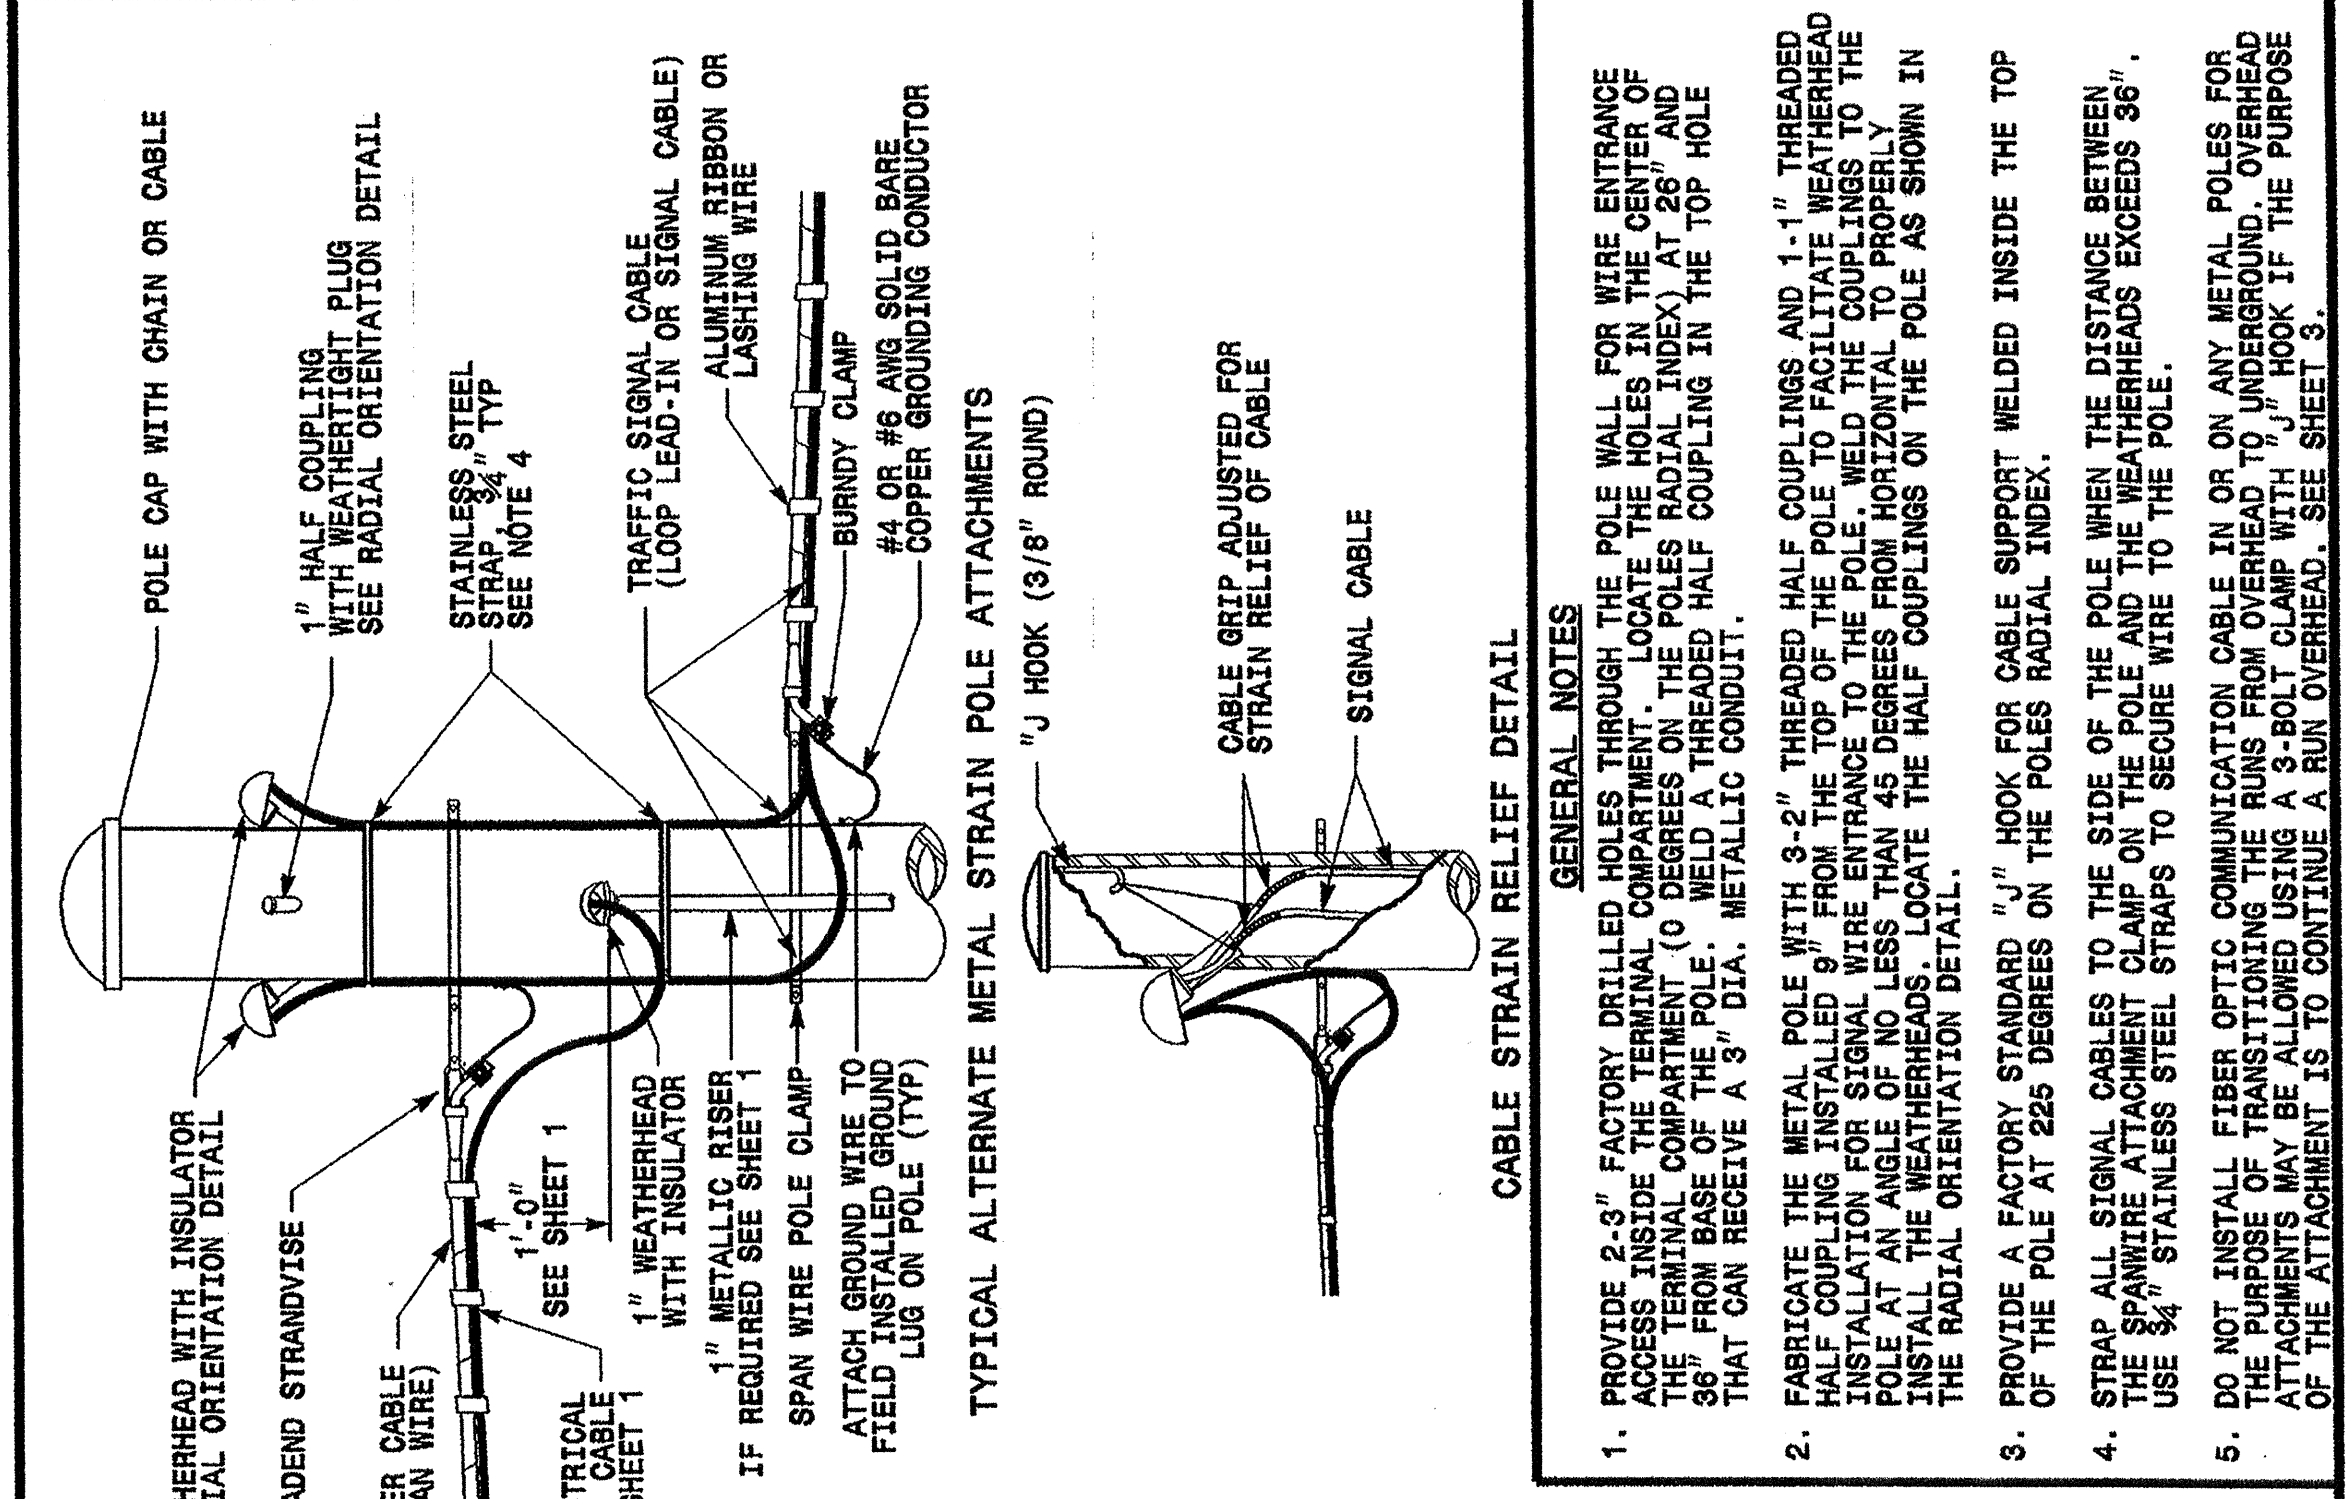 POLE CAP WITH CHAIN OR CABLE
1" HALF COUPLING
WITH WEATHERTIGHT PLUG
SEE RADIAL ORIENTATION DETAIL
STAINLESS STEEL
STRAP, 3/4" TYP
SEE NOTE 4
TRAFFIC SIGNAL CABLE
(LOOP LEAD-IN OR SIGNAL CABLE)
ALUMINUM RIBBON OR
LASHING WIRE
BURNDY CLAMP
#4 OR #6 AWG SOLID BARE
COPPER GROUNDING CONDUCTOR
WITH INSULATOR
ORIENTATION DETAIL
STRANDVISE
CABLE
WIRE)
CABLE
SHEET 1
1'-0"
SEE SHEET 1
1" WEATHERHEAD
WITH INSULATOR
1" METALLIC RISER
IF REQUIRED SEE SHEET 1
SPAN WIRE POLE CLAMP
ATTACH GROUND WIRE TO
FIELD INSTALLED GROUND
LUG ON POLE (TYP)
TYPICAL ALTERNATE METAL STRAIN POLE ATTACHMENTS
"J HOOK (3/8" ROUND)
CABLE GRIP ADJUSTED FOR
STRAIN RELIEF OF CABLE
SIGNAL CABLE
CABLE STRAIN RELIEF DETAIL
GENERAL NOTES
1. PROVIDE 2-3" FACTORY DRILLED HOLES THROUGH THE POLE WALL FOR WIRE ENTRANCE
ACCESS INSIDE THE TERMINAL COMPARTMENT. LOCATE THE HOLES IN THE CENTER OF
THE TERMINAL COMPARTMENT (0 DEGREES ON THE POLES RADIAL INDEX) AT 26" AND
36" FROM BASE OF THE POLE. WELD A THREADED HALF COUPLING IN THE TOP HOLE
THAT CAN RECEIVE A 3" DIA. METALLIC CONDUIT.
2. FABRICATE THE METAL POLE WITH 3-2" THREADED HALF COUPLINGS AND 1-1" THREADED
HALF COUPLING INSTALLED 9" FROM THE TOP OF THE POLE TO FACILITATE WEATHERHEAD
INSTALLATION FOR SIGNAL WIRE ENTRANCE TO THE POLE. WELD THE COUPLINGS TO THE
POLE AT AN ANGLE OF NO LESS THAN 45 DEGREES FROM HORIZONTAL TO PROPERLY
INSTALL THE WEATHERHEADS. LOCATE THE HALF COUPLINGS ON THE POLE AS SHOWN IN
THE RADIAL ORIENTATION DETAIL.
3. PROVIDE A FACTORY STANDARD "J" HOOK FOR CABLE SUPPORT WELDED INSIDE THE TOP
OF THE POLE AT 225 DEGREES ON THE POLES RADIAL INDEX.
4. STRAP ALL SIGNAL CABLES TO THE SIDE OF THE POLE WHEN THE DISTANCE BETWEEN
THE SPANWIRE ATTACHMENT CLAMP ON THE POLE AND THE WEATHERHEADS EXCEEDS 36".
USE 3/4" STAINLESS STEEL STRAPS TO SECURE WIRE TO THE POLE.
5. DO NOT INSTALL FIBER OPTIC COMMUNICATION CABLE IN OR ON ANY METAL POLES FOR
THE PURPOSE OF TRANSITIONING THE RUNS FROM OVERHEAD TO UNDERGROUND. OVERHEAD
ATTACHMENTS MAY BE ALLOWED USING A 3-BOLT CLAMP WITH "J" HOOK IF THE PURPOSE
OF THE ATTACHMENT IS TO CONTINUE A RUN OVERHEAD. SEE SHEET 3.